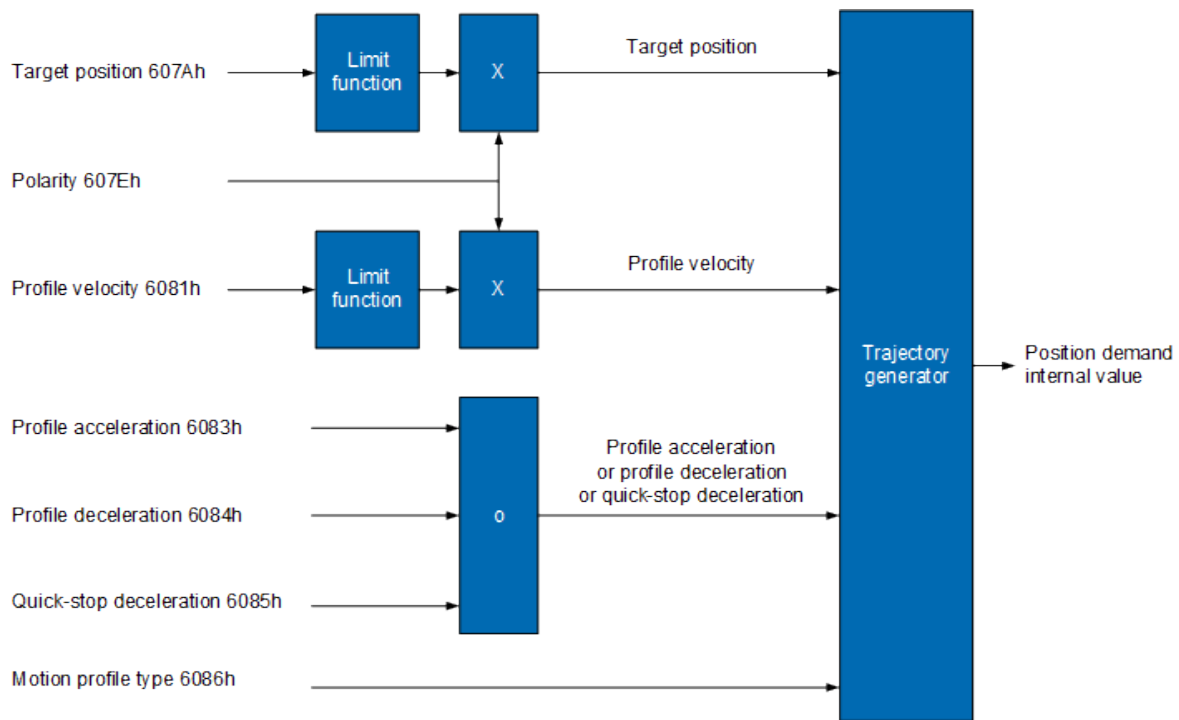 Target position 607Ah
Limit
function
X
Target position
Polarity 607Eh
Profile velocity 6081h
Limit
function
X
Profile velocity
Trajectory
generator
Position demand
internal value
Profile acceleration 6083h
Profile deceleration 6084h
Quick-stop deceleration 6085h
o
Profile acceleration
or profile deceleration
or quick-stop deceleration
Motion profile type 6086h